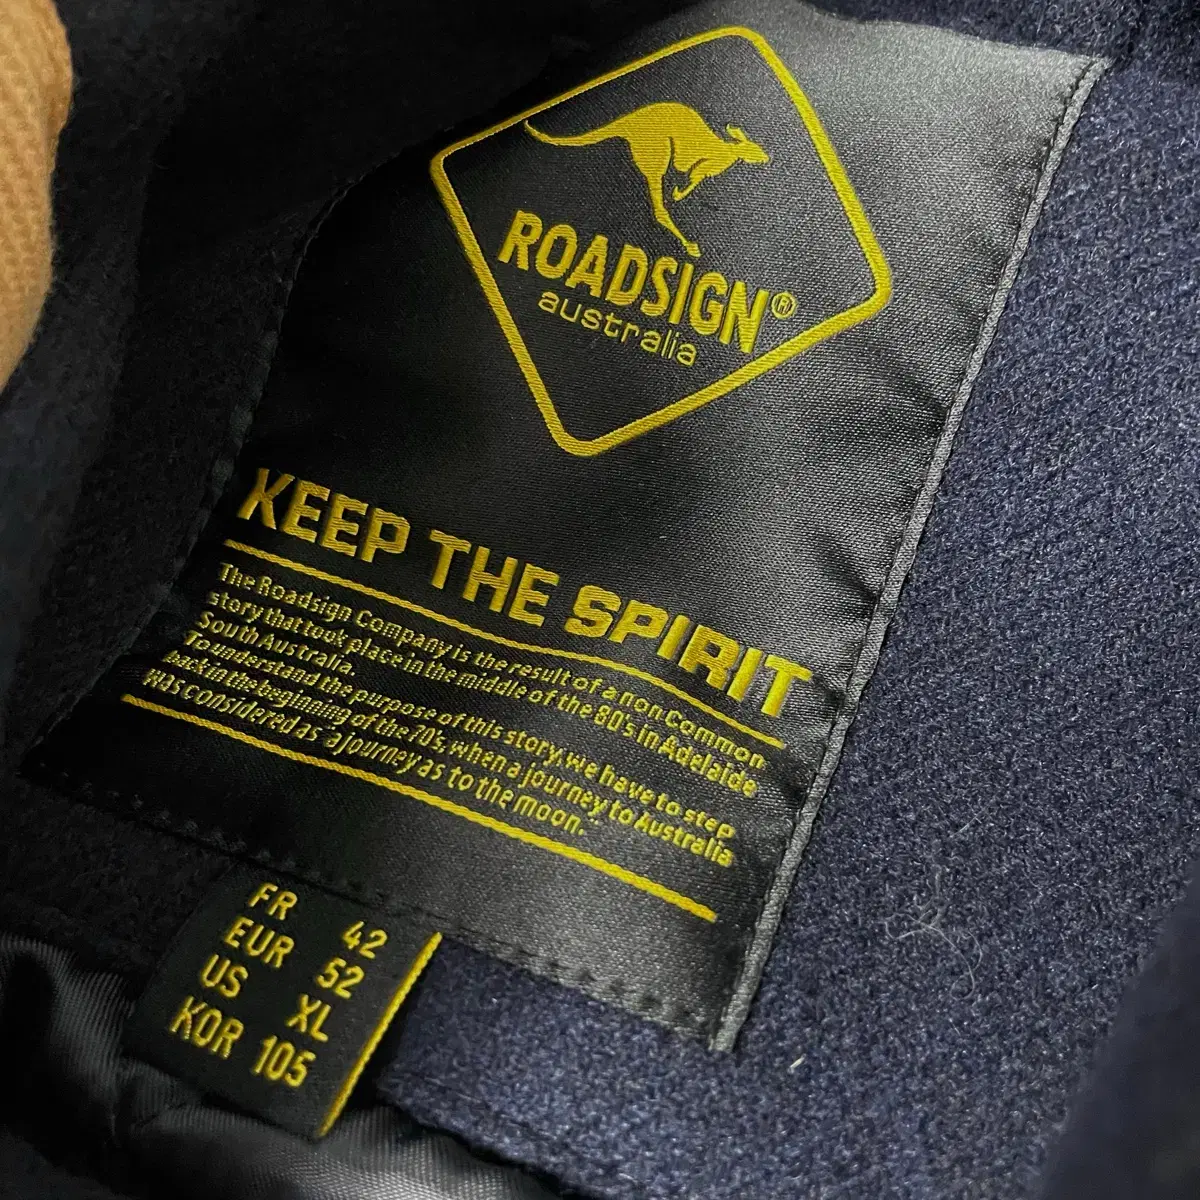 ROADSIGN®
australia
KEEP THE SPIRIT
The Roadsign Company is the result of a non Common
story that took place in the middle of the 80's in Adelaide
South Australia.
To understand the purpose of this story, we have to step
back in the beginning of the 70's, when a journey to Australia
was considered as a journey as to the moon.
FR 42
EUR 52
US XL
KOR 105